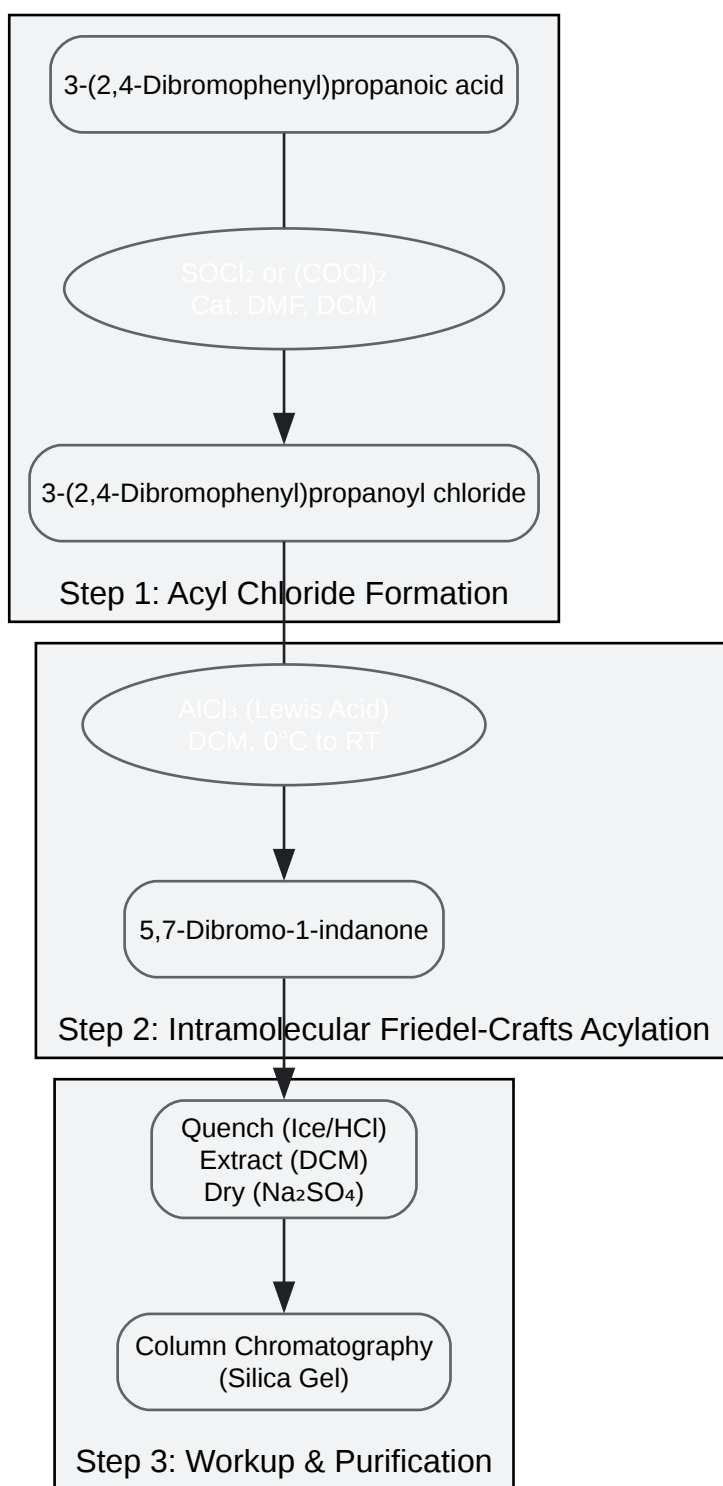 3-(2,4-Dibromophenyl)propanoic acid
SOCl₂ or (COCl)₂
Cat. DMF, DCM
3-(2,4-Dibromophenyl)propanoyl chloride
Step 1: Acyl Chloride Formation
AlCl₃ (Lewis Acid)
DCM, 0°C to RT
5,7-Dibromo-1-indanone
Step 2: Intramolecular Friedel-Crafts Acylation
Quench (Ice/HCl)
Extract (DCM)
Dry (Na₂SO₄)
Column Chromatography
(Silica Gel)
Step 3: Workup & Purification